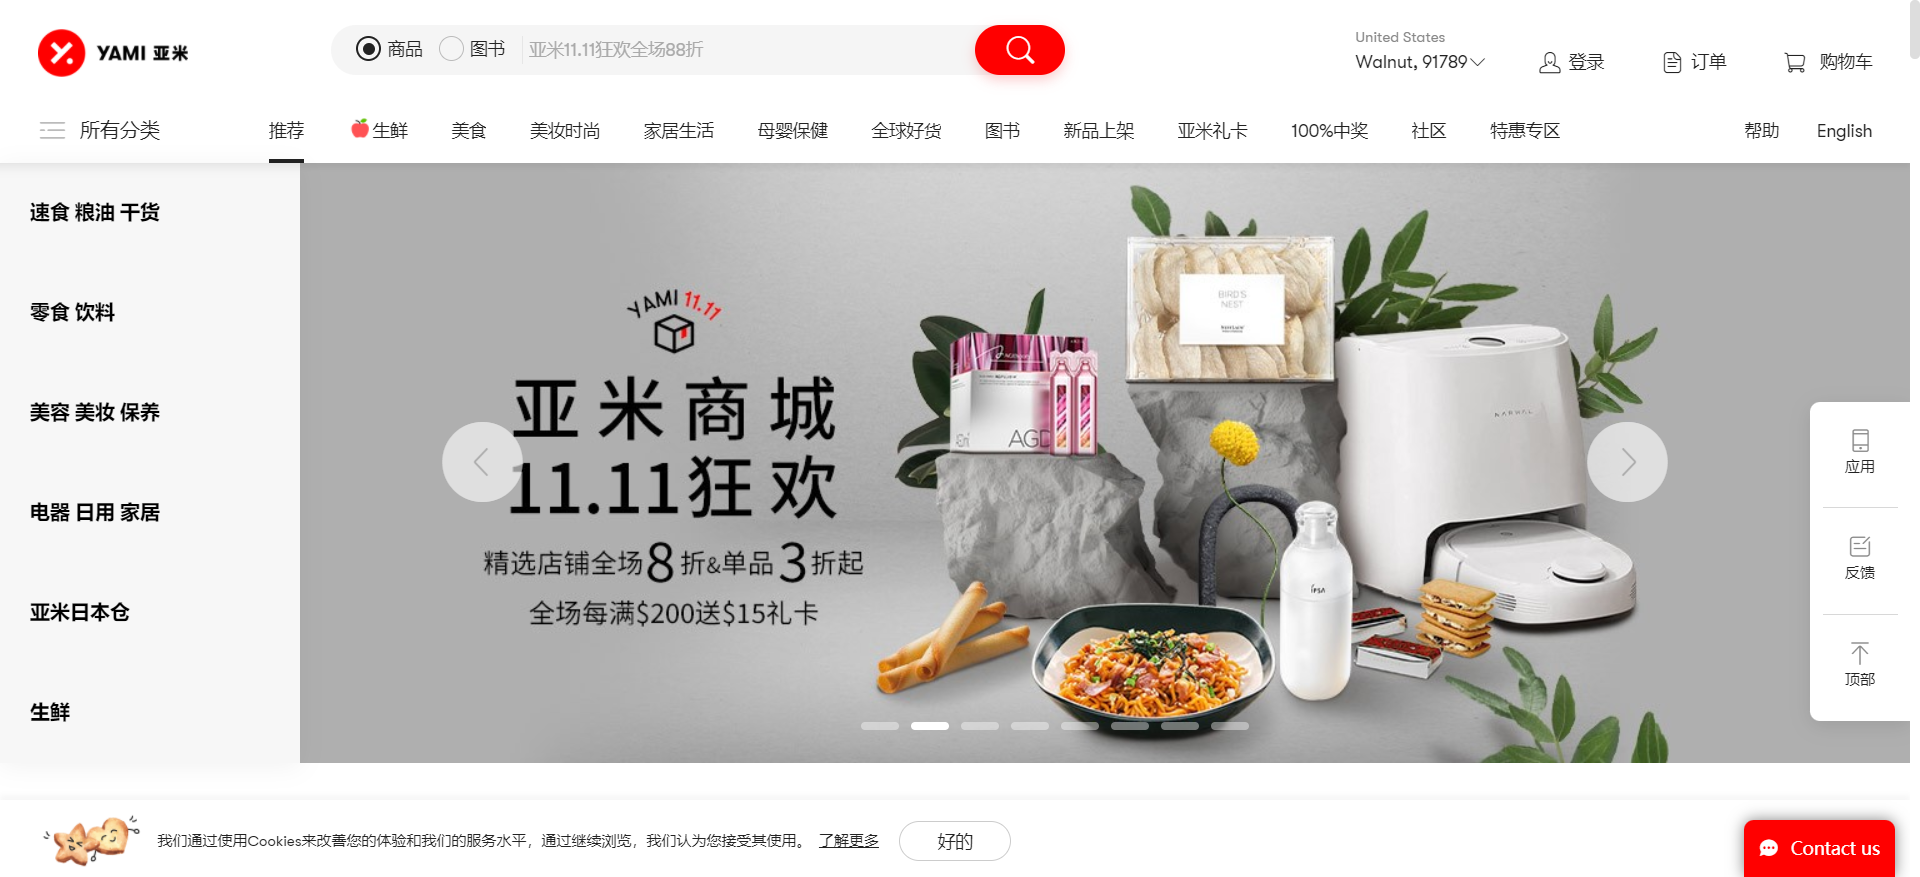 YAMI 亚米
商品 图书 亚米11.11狂欢全场88折
United States
Walnut, 91789
登录 订单 购物车
所有分类 推荐 生鲜 美食 美妆时尚 家居生活 母婴保健 全球好货 图书 新品上架 亚米礼卡 100%中奖 社区 特惠专区 帮助 English
速食 粮油 干货
零食 饮料
美容 美妆 保养
电器 日用 家居
亚米日本仓
生鲜
YAMI 11.11
亚米商城
11.11狂欢
精选店铺全场8折&单品3折起
全场每满$200送$15礼卡
BIRD'S
NEST
AGD
NARWAL
IPSA
应用
反馈
顶部
我们通过使用Cookies来改善您的体验和我们的服务水平，通过继续浏览，我们认为您接受其使用。 了解更多 好的
Contact us